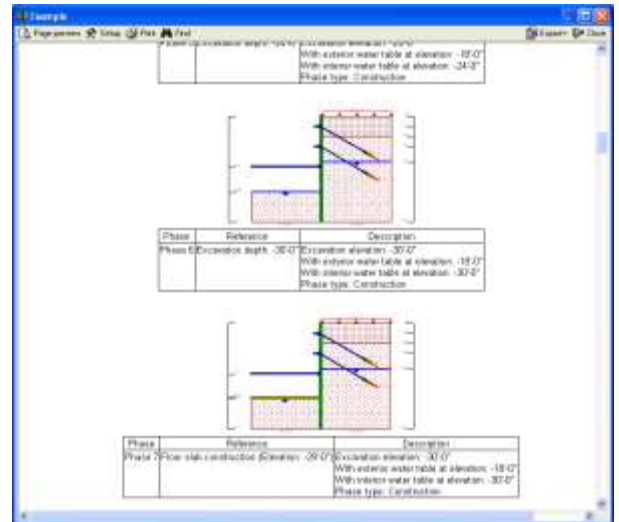 Example
Page preview Setup Print Find Export Close
Phase Excavation depth: -24'-0" Excavation elevation: -25'-0"
With exterior water table at elevation: -18'-0"
With interior water table at elevation: -24'-0"
Phase type: Construction
Phase Reference Description
Phase 6 Excavation depth: -30'-0" Excavation elevation: -30'-0"
With exterior water table at elevation: -18'-0"
With interior water table at elevation: -30'-0"
Phase type: Construction
Phase Reference Description
Phase 7 Floor slab construction (Elevation: -29'-0") Excavation elevation: -30'-0"
With exterior water table at elevation: -18'-0"
With interior water table at elevation: -30'-0"
Phase type: Construction